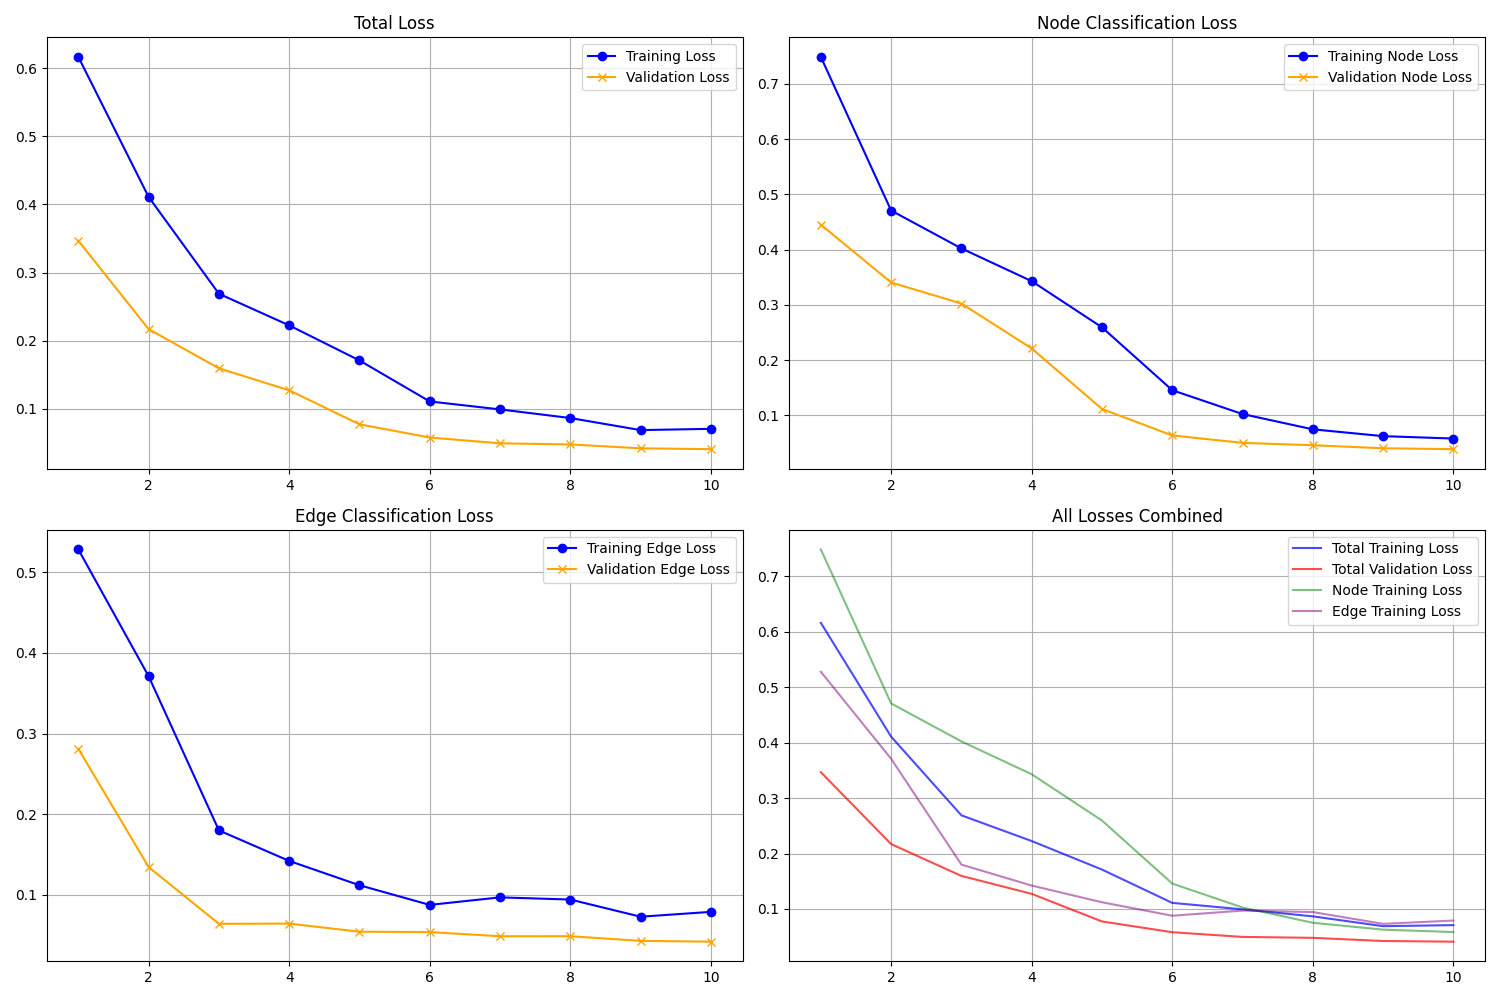 Total Loss
Training Loss
Validation Loss
0.6
0.5
0.4
0.3
0.2
0.1
2 4 6 8 10
Node Classification Loss
Training Node Loss
Validation Node Loss
0.7
0.6
0.5
0.4
0.3
0.2
0.1
2 4 6 8 10
Edge Classification Loss
Training Edge Loss
Validation Edge Loss
0.5
0.4
0.3
0.2
0.1
2 4 6 8 10
All Losses Combined
Total Training Loss
Total Validation Loss
Node Training Loss
Edge Training Loss
0.7
0.6
0.5
0.4
0.3
0.2
0.1
2 4 6 8 10